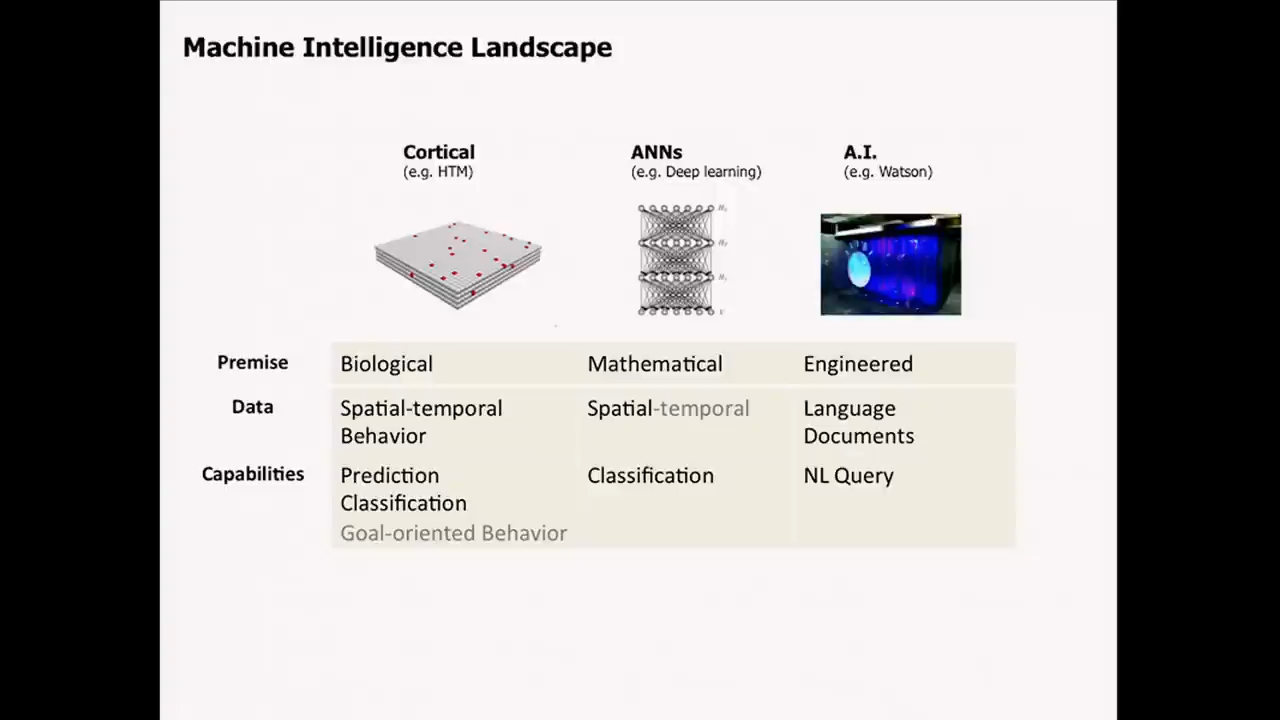 Machine Intelligence Landscape
Cortical
(e.g. HTM)
ANNs
(e.g. Deep learning)
A.I.
(e.g. Watson)
Premise
Biological
Mathematical
Engineered
Data
Spatial-temporal
Behavior
Spatial-temporal
Language
Documents
Capabilities
Prediction
Classification
Goal-oriented Behavior
Classification
NL Query